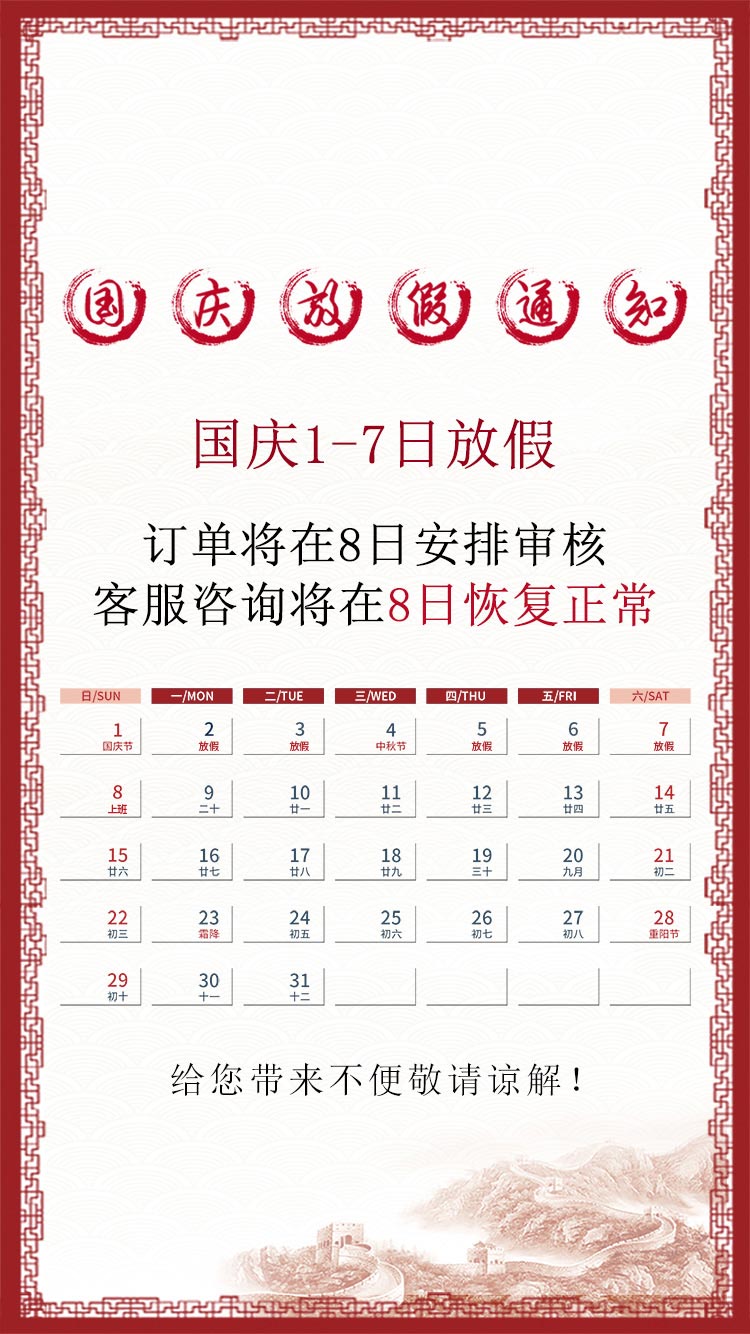 国庆放假通知
国庆1-7日放假
订单将在8日安排审核
客服咨询将在8日恢复正常
日/SUN 一/MON 二/TUE 三/WED 四/THU 五/FRI 六/SAT
1 2 3 4 5 6 7
国庆节 放假 放假 中秋节 放假 放假 放假
8 9 10 11 12 13 14
上班 二十 廿一 廿二 廿三 廿四 廿五
15 16 17 18 19 20 21
廿六 廿七 廿八 廿九 三十 九月 初二
22 23 24 25 26 27 28
初三 霜降 初五 初六 初七 初八 重阳节
29 30 31
初十 十一 十二
给您带来不便敬请谅解！